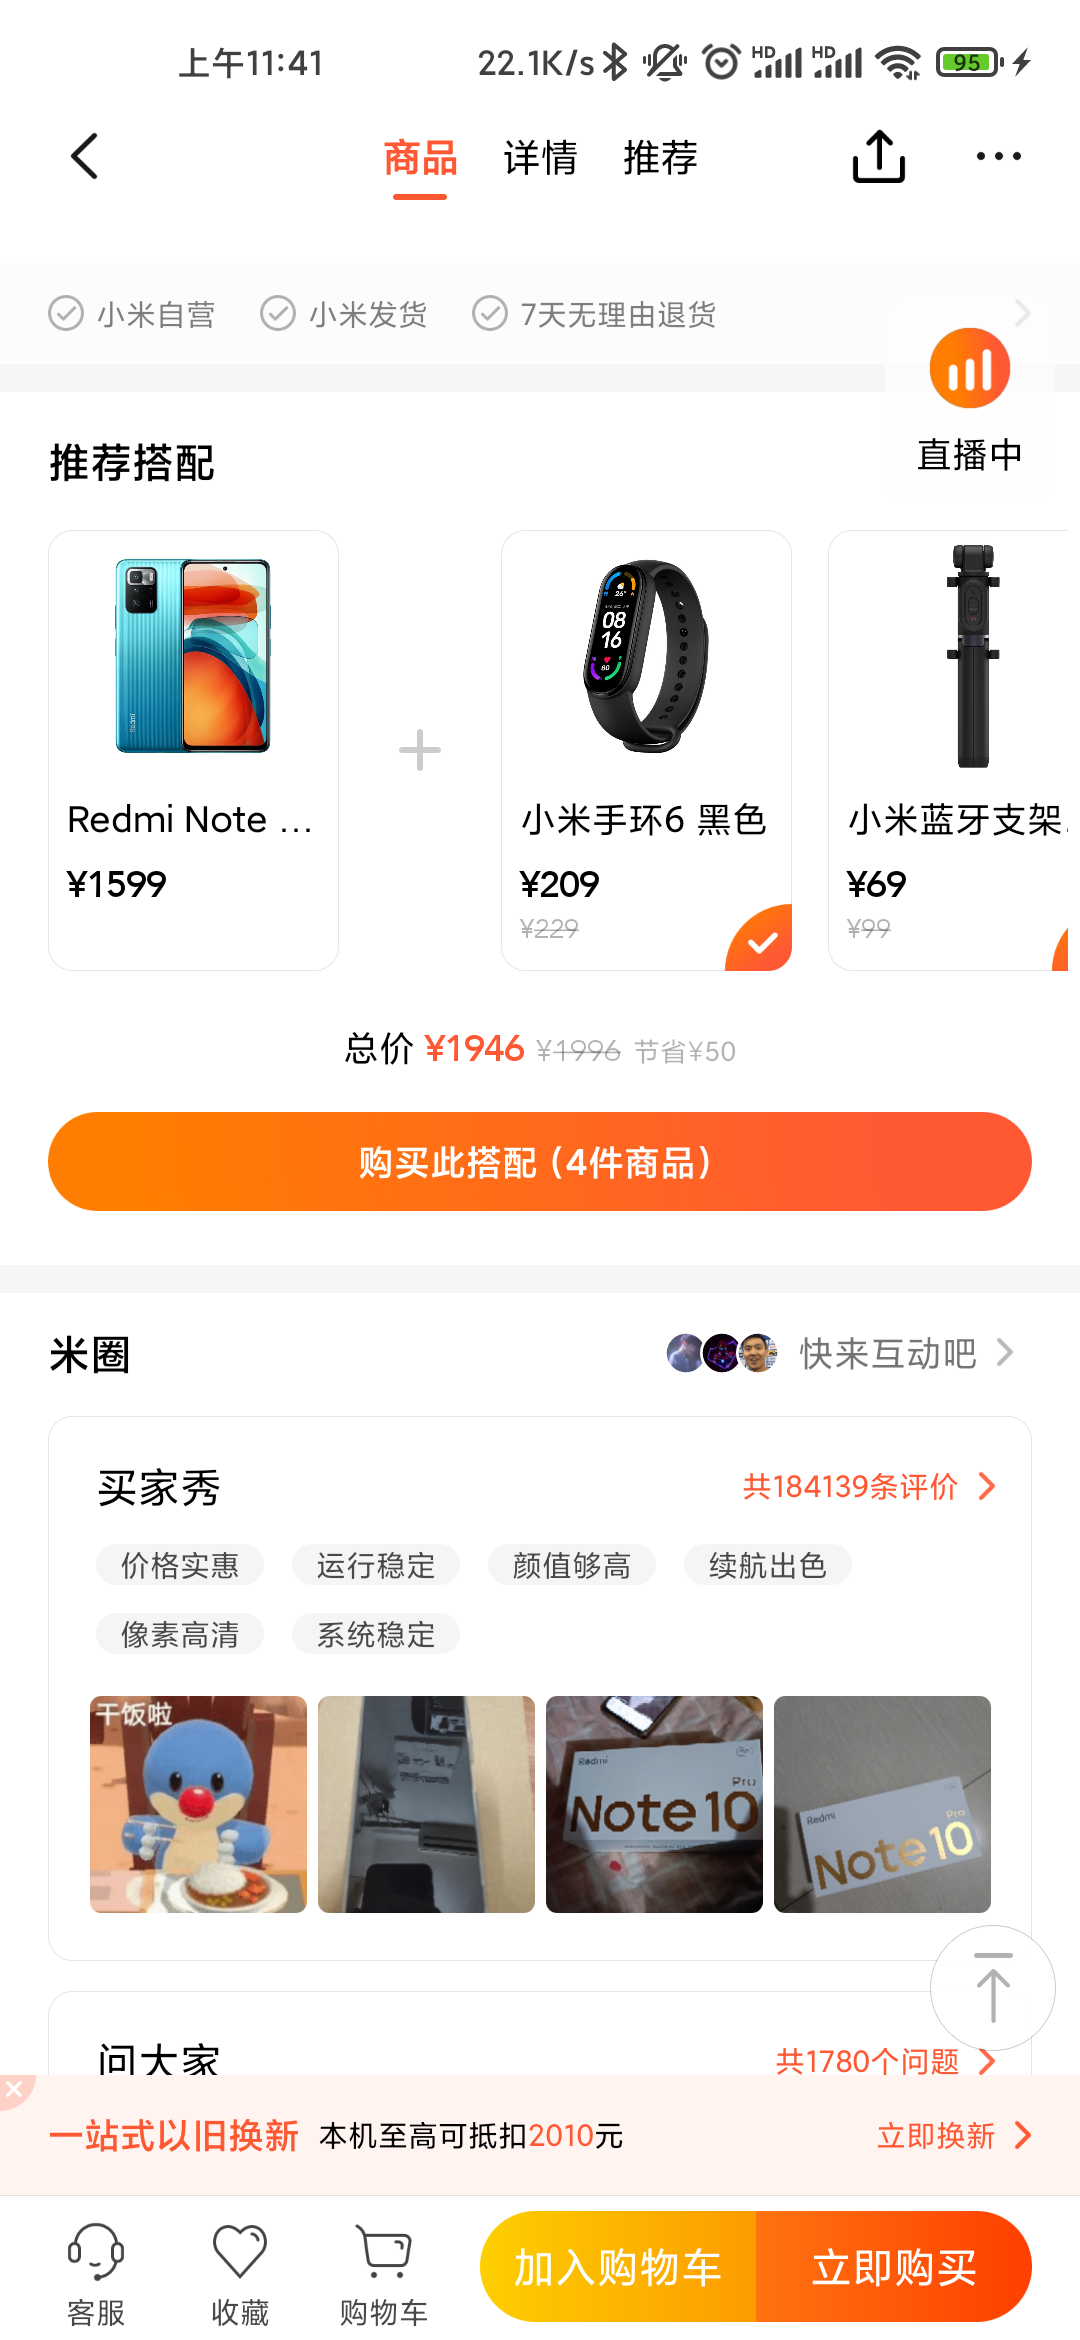 上午11:41
22.1K/s HD HD 95
商品 详情 推荐
小米自营 小米发货 7天无理由退货
直播中
推荐搭配
Redmi
26°
08
16
80
Redmi Note ...
¥1599
小米手环6 黑色
¥209
¥229
小米蓝牙支架
¥69
¥99
总价 ¥1946 ¥1996 节省¥50
购买此搭配 (4件商品)
米圈
快来互动吧
买家秀
共184139条评价
价格实惠 运行稳定 颜值够高 续航出色
像素高清 系统稳定
干饭啦
Redmi
Note 10 Pro
Redmi
Note 10 Pro
问大家
共1780个问题
一站式以旧换新 本机至高可抵扣2010元 立即换新
客服 收藏 购物车
加入购物车 立即购买